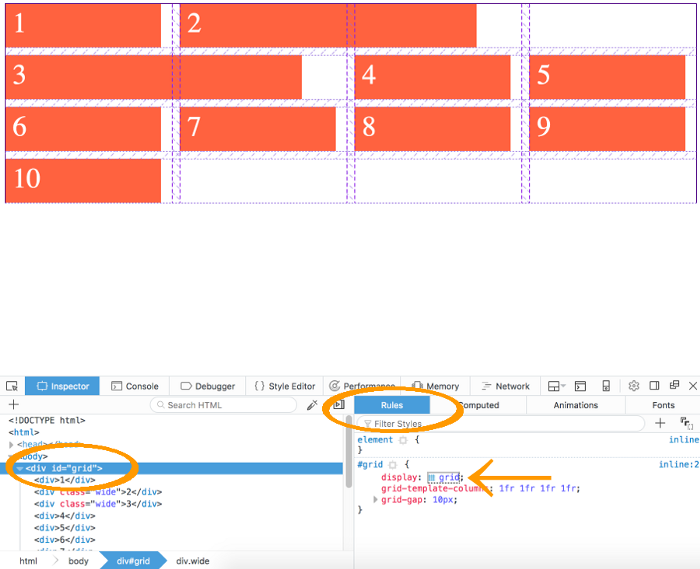 1 2
3 4 5
6 7 8 9
10
Inspector Console Debugger { } Style Editor Performance Memory Network
+ Search HTML Rules Computed Animations Fonts
Filter Styles +
<!DOCTYPE html>
<html>
<head></head>
<body>
<div id="grid">
<div>1</div>
<div class="wide">2</div>
<div class="wide">3</div>
<div>4</div>
<div>5</div>
<div>6</div>
element { inline
}
#grid { inline:2
display: grid;
grid-template-columns: 1fr 1fr 1fr 1fr;
grid-gap: 10px;
}
html body div#grid div.wide